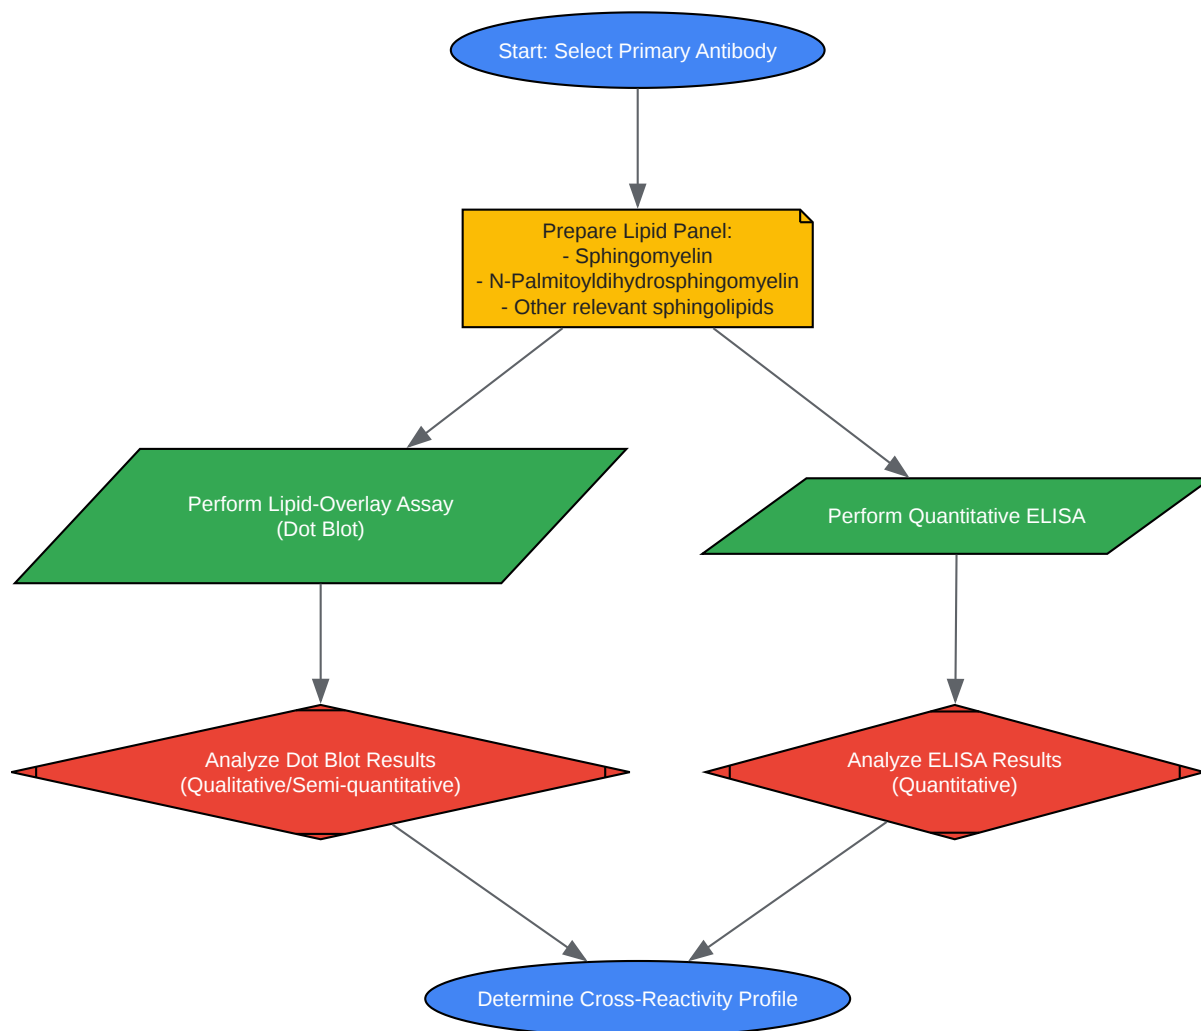 Start: Select Primary Antibody
Prepare Lipid Panel:
- Sphingomyelin
- N-Palmitoyldihydrosphingomyelin
- Other relevant sphingolipids
Perform Lipid-Overlay Assay
(Dot Blot)
Perform Quantitative ELISA
Analyze Dot Blot Results
(Qualitative/Semi-quantitative)
Analyze ELISA Results
(Quantitative)
Determine Cross-Reactivity Profile